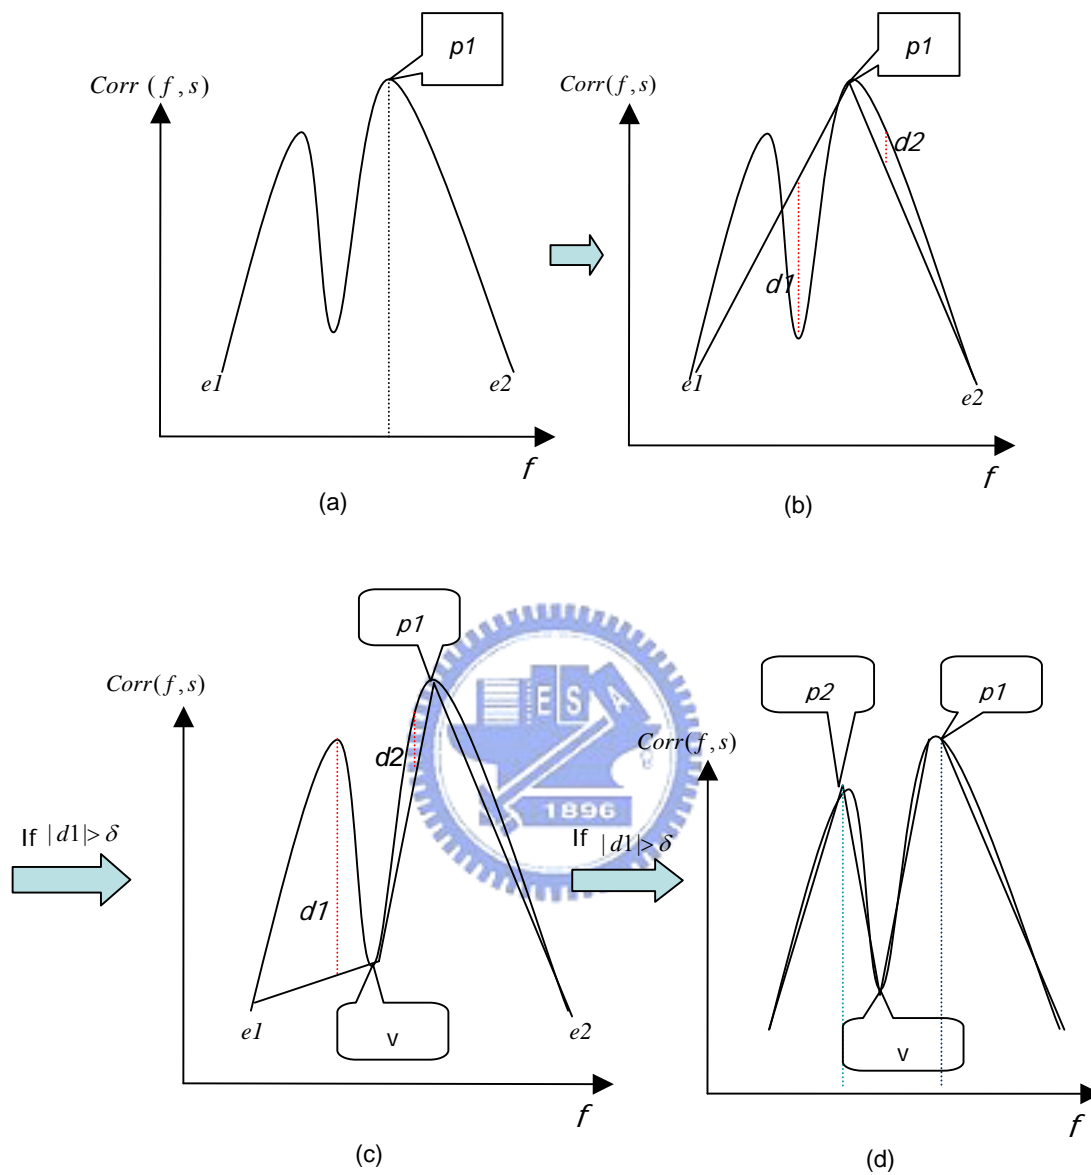 p1
Corr (f,s)
e1
e2
f
(a)
p1
Corr(f,s)
d2
d1
e1
e2
f
(b)
p1
Corr(f,s)
d2
If |d1|>δ
d1
e1
v
e2
f
(c)
ESA
1896
p2
p1
Corr(f,s)
If |d1|>δ
v
f
(d)